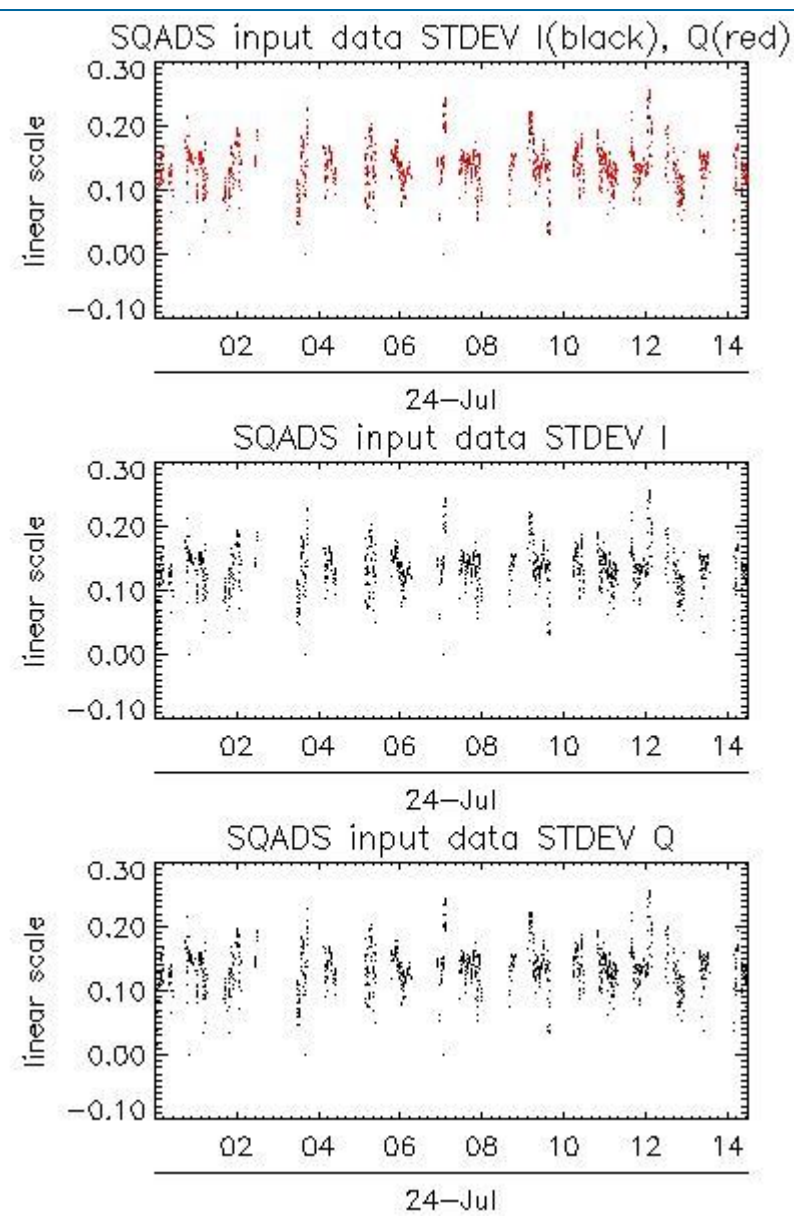 SQADS input data STDEV I(black), Q(red)
0.30
0.20
0.10
0.00
-0.10
linear scale
02 04 06 08 10 12 14
24-Jul
SQADS input data STDEV I
0.30
0.20
0.10
0.00
-0.10
linear scale
02 04 06 08 10 12 14
24-Jul
SQADS input data STDEV Q
0.30
0.20
0.10
0.00
-0.10
linear scale
02 04 06 08 10 12 14
24-Jul